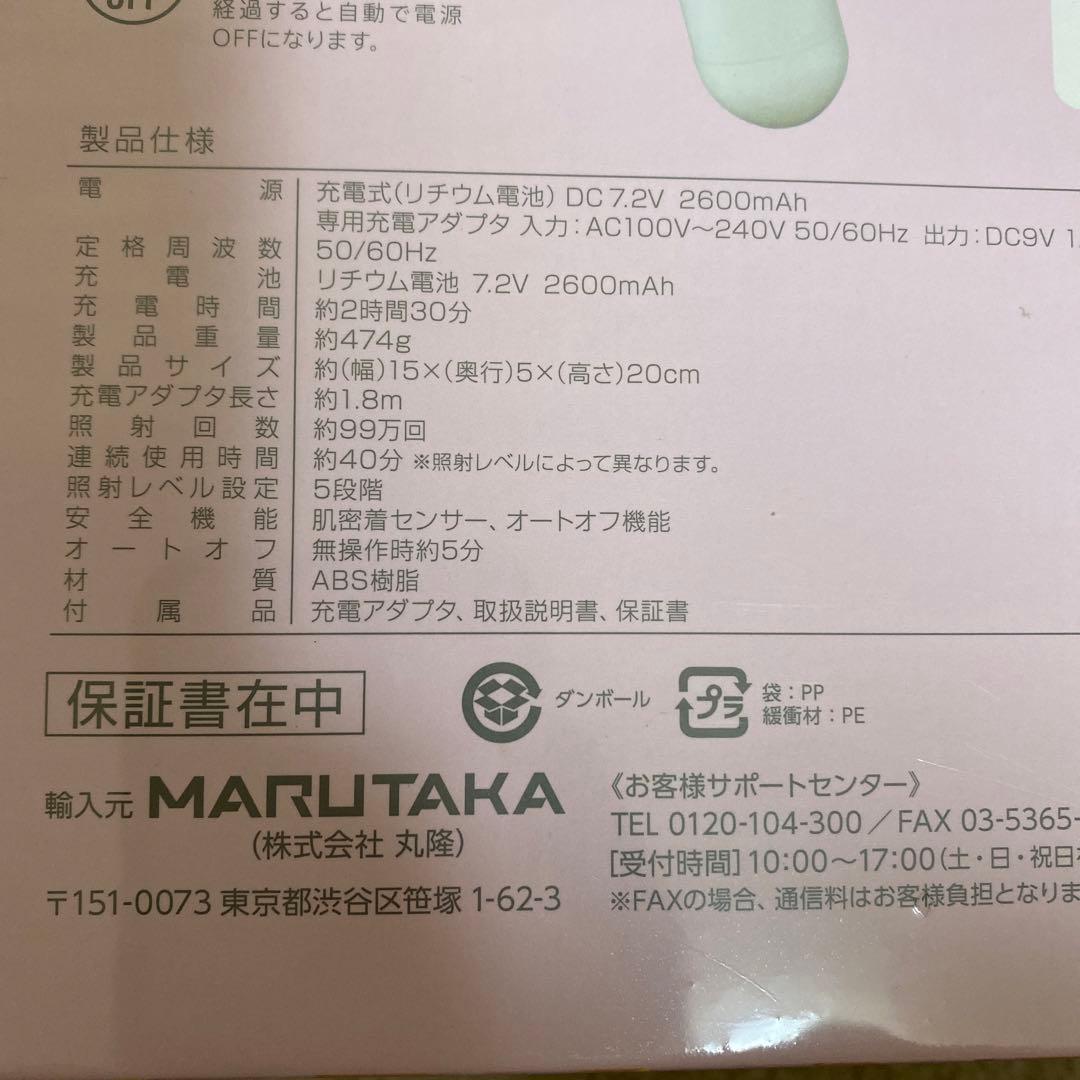 OFF
経過すると自動で電源
OFFになります。
製品仕様
電源 充電式(リチウム電池) DC 7.2V 2600mAh
専用充電アダプタ 入力：AC100V～240V 50/60Hz 出力：DC9V 1.
定格周波数 50/60Hz
充電池 リチウム電池 7.2V 2600mAh
充電時間 約2時間30分
製品重量 約474g
製品サイズ 約(幅)15×(奥行)5×(高さ)20cm
充電アダプタ長さ 約1.8m
照射回数 約99万回
連続使用時間 約40分 ※照射レベルによって異なります。
照射レベル設定 5段階
安全機能 肌密着センサー、オートオフ機能
オートオフ 無操作時約5分
材質 ABS樹脂
付属品 充電アダプタ、取扱説明書、保証書
保証書在中
ダンボール
プラ
袋：PP
緩衝材：PE
輸入元 MARUTAKA
(株式会社 丸隆)
〒151-0073 東京都渋谷区笹塚 1-62-3
《お客様サポートセンター》
TEL 0120-104-300／FAX 03-5365-
[受付時間] 10:00～17:00(土・日・祝日
※FAXの場合、通信料はお客様負担となりま